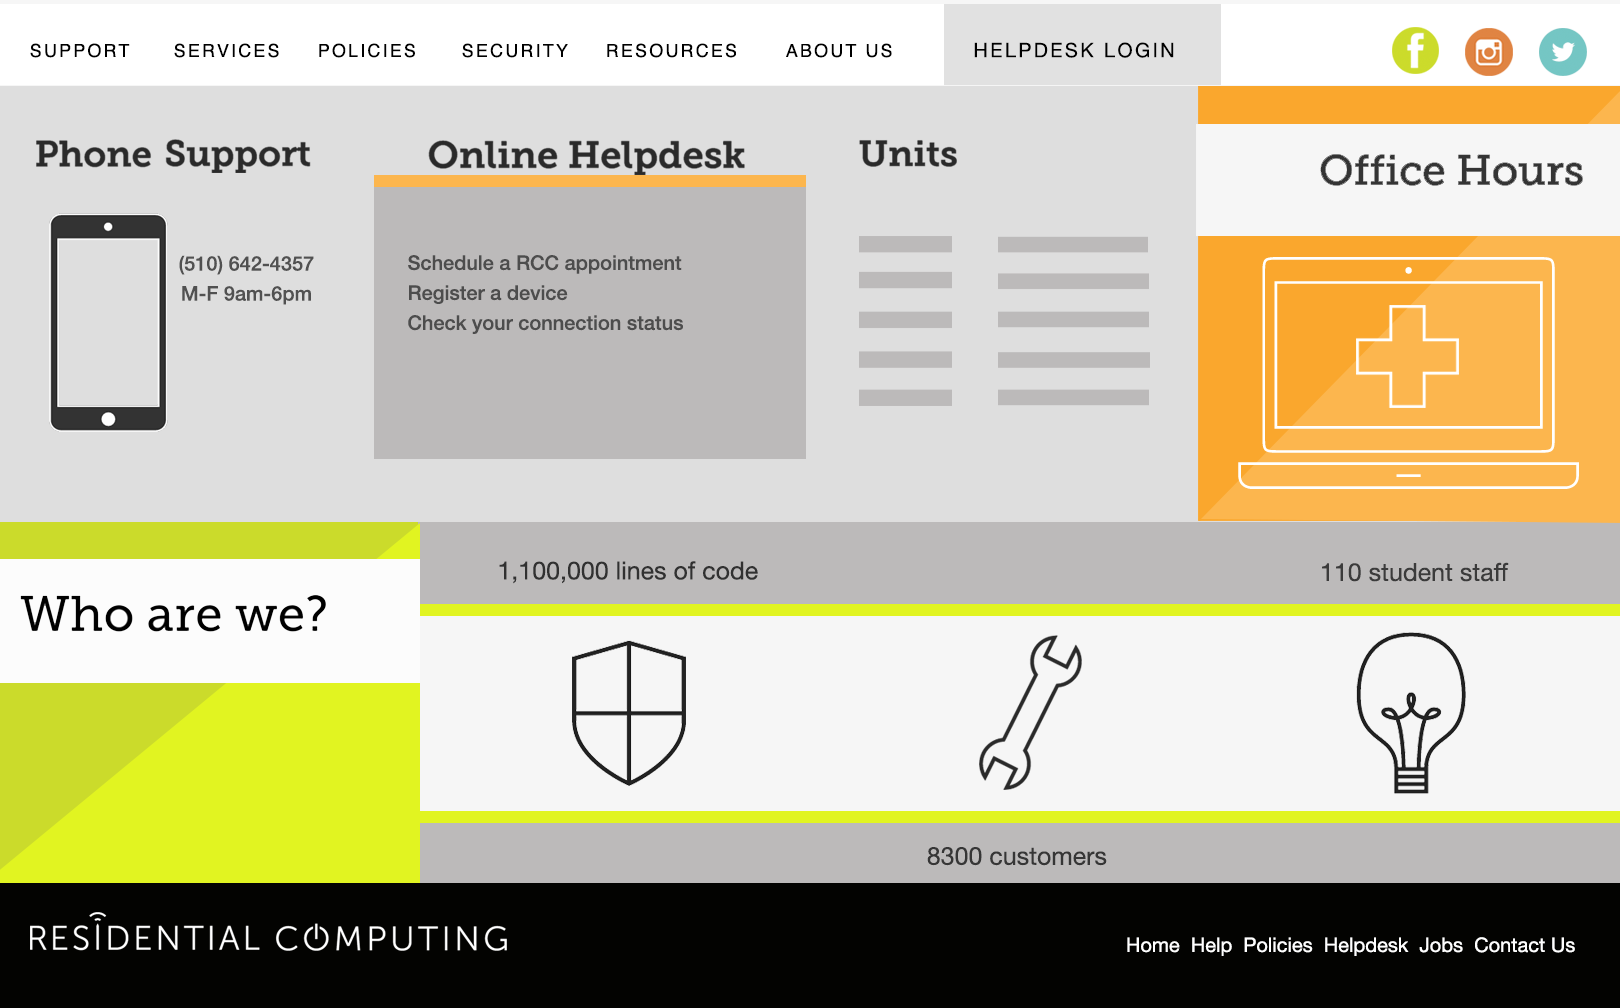 SUPPORT SERVICES POLICIES SECURITY RESOURCES ABOUT US HELPDESK LOGIN
Phone Support
(510) 642-4357
M-F 9am-6pm
Online Helpdesk
Schedule a RCC appointment
Register a device
Check your connection status
Units
Office Hours
Who are we?
1,100,000 lines of code
110 student staff
8300 customers
RESIDENTIAL COMPUTING
Home Help Policies Helpdesk Jobs Contact Us